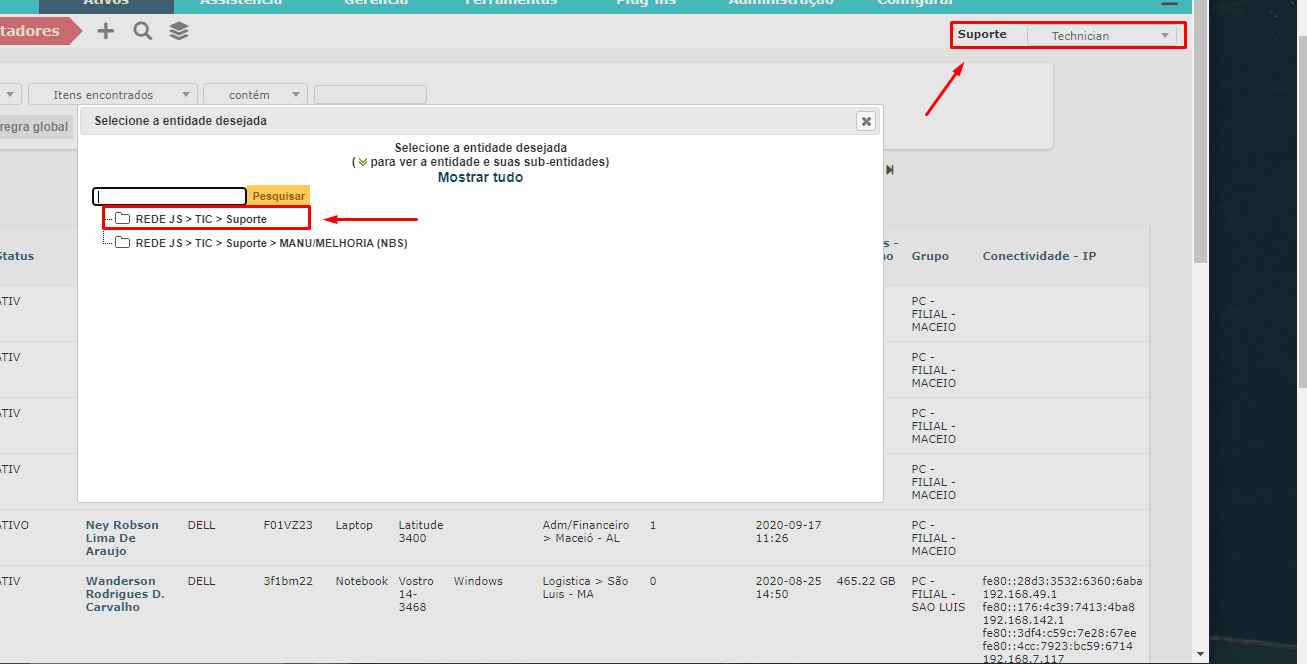 Ativos Assistência Gerência Ferramentas Plug-ins Administração Configurar
tadores
Suporte Technician
Itens encontrados contém
regra global
Selecione a entidade desejada
Selecione a entidade desejada
( para ver a entidade e suas sub-entidades)
Mostrar tudo
Pesquisar
REDE JS > TIC > Suporte
REDE JS > TIC > Suporte > MANU/MELHORIA (NBS)
Status
s -
o
Grupo
Conectividade - IP
ATIV
PC -
FILIAL -
MACEIO
ATIV
PC -
FILIAL -
MACEIO
ATIV
PC -
FILIAL -
MACEIO
ATIV
PC -
FILIAL -
MACEIO
ATIVO
Ney Robson
Lima De
Araujo
DELL
F01VZ23
Laptop
Latitude
3400
Adm/Financeiro
> Maceió - AL
1
2020-09-17
11:26
PC -
FILIAL -
MACEIO
ATIV
Wanderson
Rodrigues D.
Carvalho
DELL
3f1bm22
Notebook
Vostro
14-
3468
Windows
Logistica > São
Luis - MA
0
2020-08-25
14:50
465.22 GB
PC -
FILIAL -
SAO LUIS
fe80::28d3:3532:6360:6aba
192.168.49.1
fe80::176:4c39:7413:4ba8
192.168.142.1
fe80::3df4:c59c:7e28:67ee
fe80::4cc:7923:bc59:6714
192.168.7.117